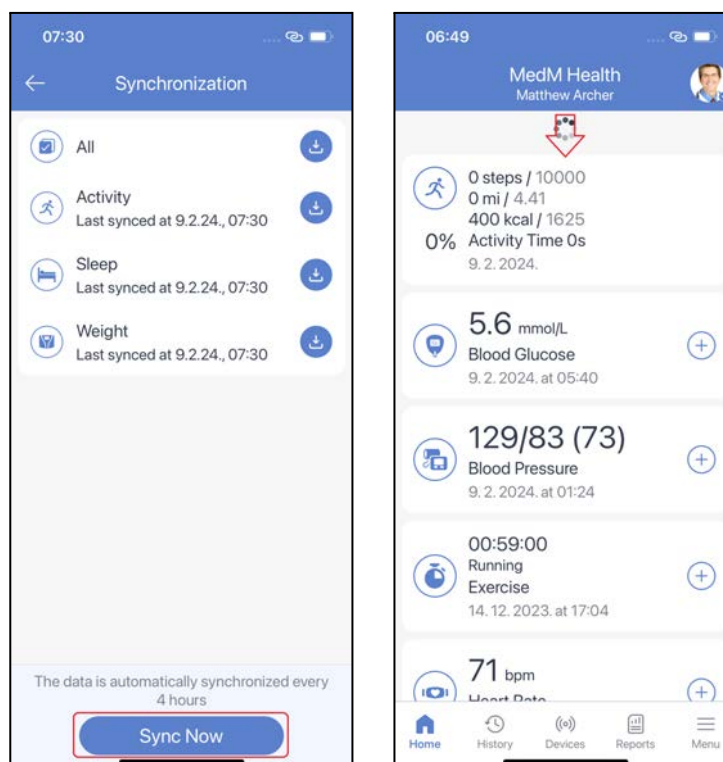 07:30
Synchronization
All
Activity
Last synced at 9.2.24., 07:30
Sleep
Last synced at 9.2.24., 07:30
Weight
Last synced at 9.2.24., 07:30
The data is automatically synchronized every
4 hours
Sync Now
06:49
MedM Health
Matthew Archer
0 steps / 10000
0 mi / 4.41
400 kcal / 1625
0% Activity Time 0s
9. 2. 2024.
5.6 mmol/L
Blood Glucose
9. 2. 2024. at 05:40
129/83 (73)
Blood Pressure
9. 2. 2024. at 01:24
00:59:00
Running
Exercise
14. 12. 2023. at 17:04
71 bpm
Heart Rate
Home History Devices Reports Menu